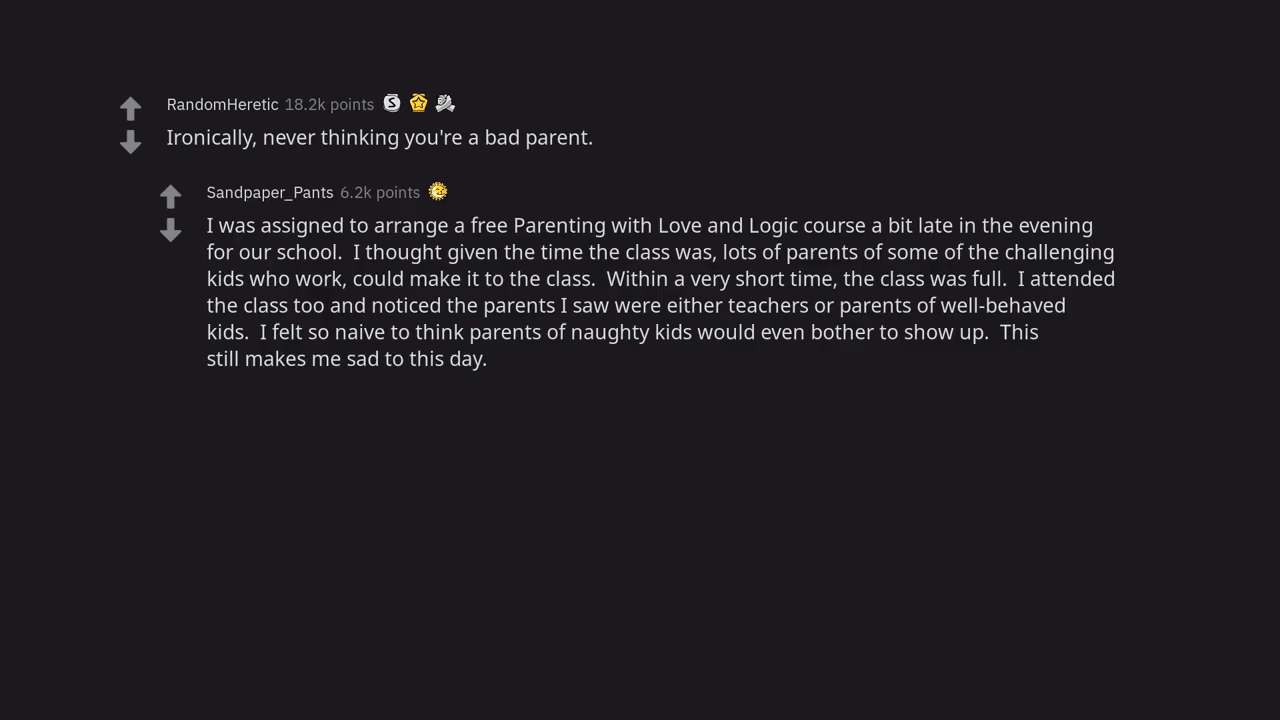 RandomHeretic 18.2k points
Ironically, never thinking you're a bad parent.
Sandpaper_Pants 6.2k points
I was assigned to arrange a free Parenting with Love and Logic course a bit late in the evening
for our school.  I thought given the time the class was, lots of parents of some of the challenging
kids who work, could make it to the class.  Within a very short time, the class was full.  I attended
the class too and noticed the parents I saw were either teachers or parents of well-behaved
kids.  I felt so naive to think parents of naughty kids would even bother to show up.  This
still makes me sad to this day.